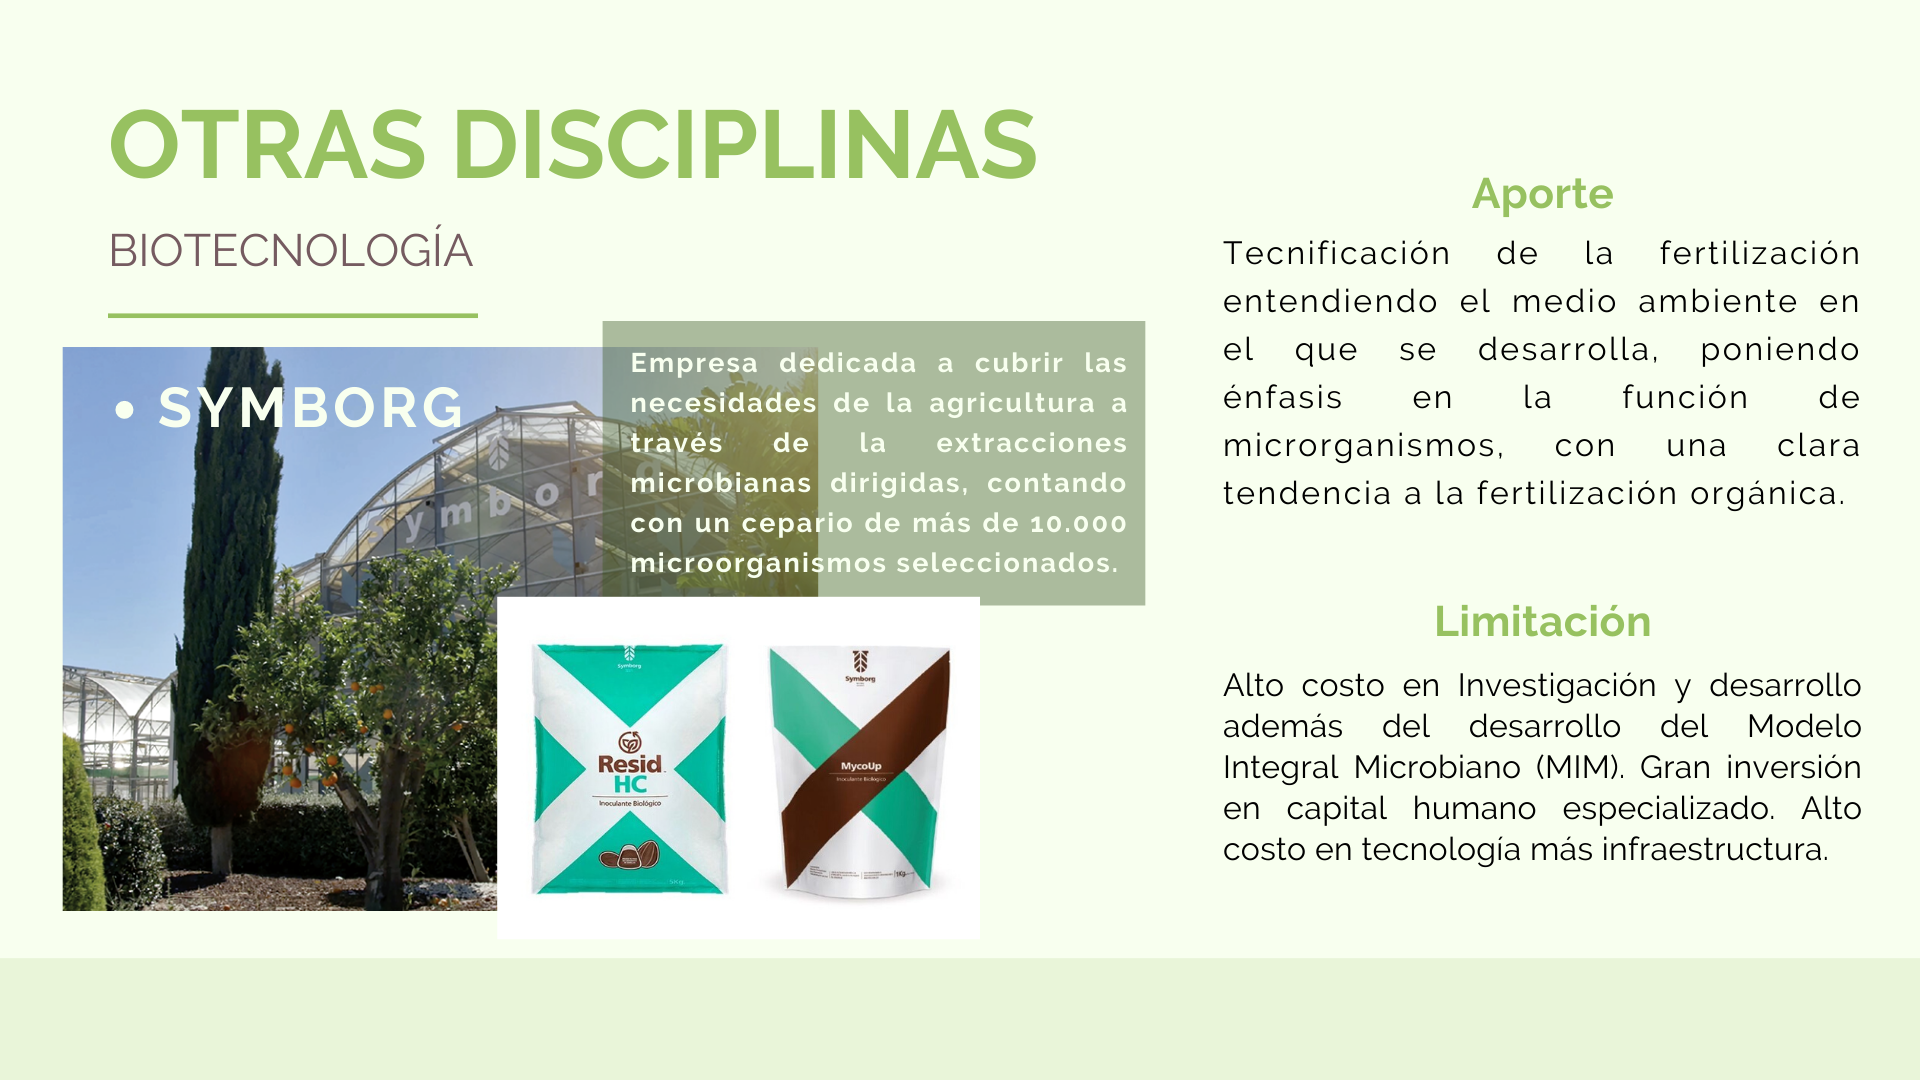 OTRAS DISCIPLINAS
BIOTECNOLOGÍA
• SYMBORG
Symbor
Empresa dedicada a cubrir las
necesidades de la agricultura a
través de la extracciones
microbianas dirigidas, contando
con un cepario de más de 10.000
microorganismos seleccionados.
Symborg
Resid
HC
Inoculante Biológico
Symborg
MycoUp
Inoculante Biológico
1Kg
Aporte
Tecnificación de la fertilización
entendiendo el medio ambiente en
el que se desarrolla, poniendo
énfasis en la función de
microrganismos, con una clara
tendencia a la fertilización orgánica.
Limitación
Alto costo en Investigación y desarrollo
además del desarrollo del Modelo
Integral Microbiano (MIM). Gran inversión
en capital humano especializado. Alto
costo en tecnología más infraestructura.